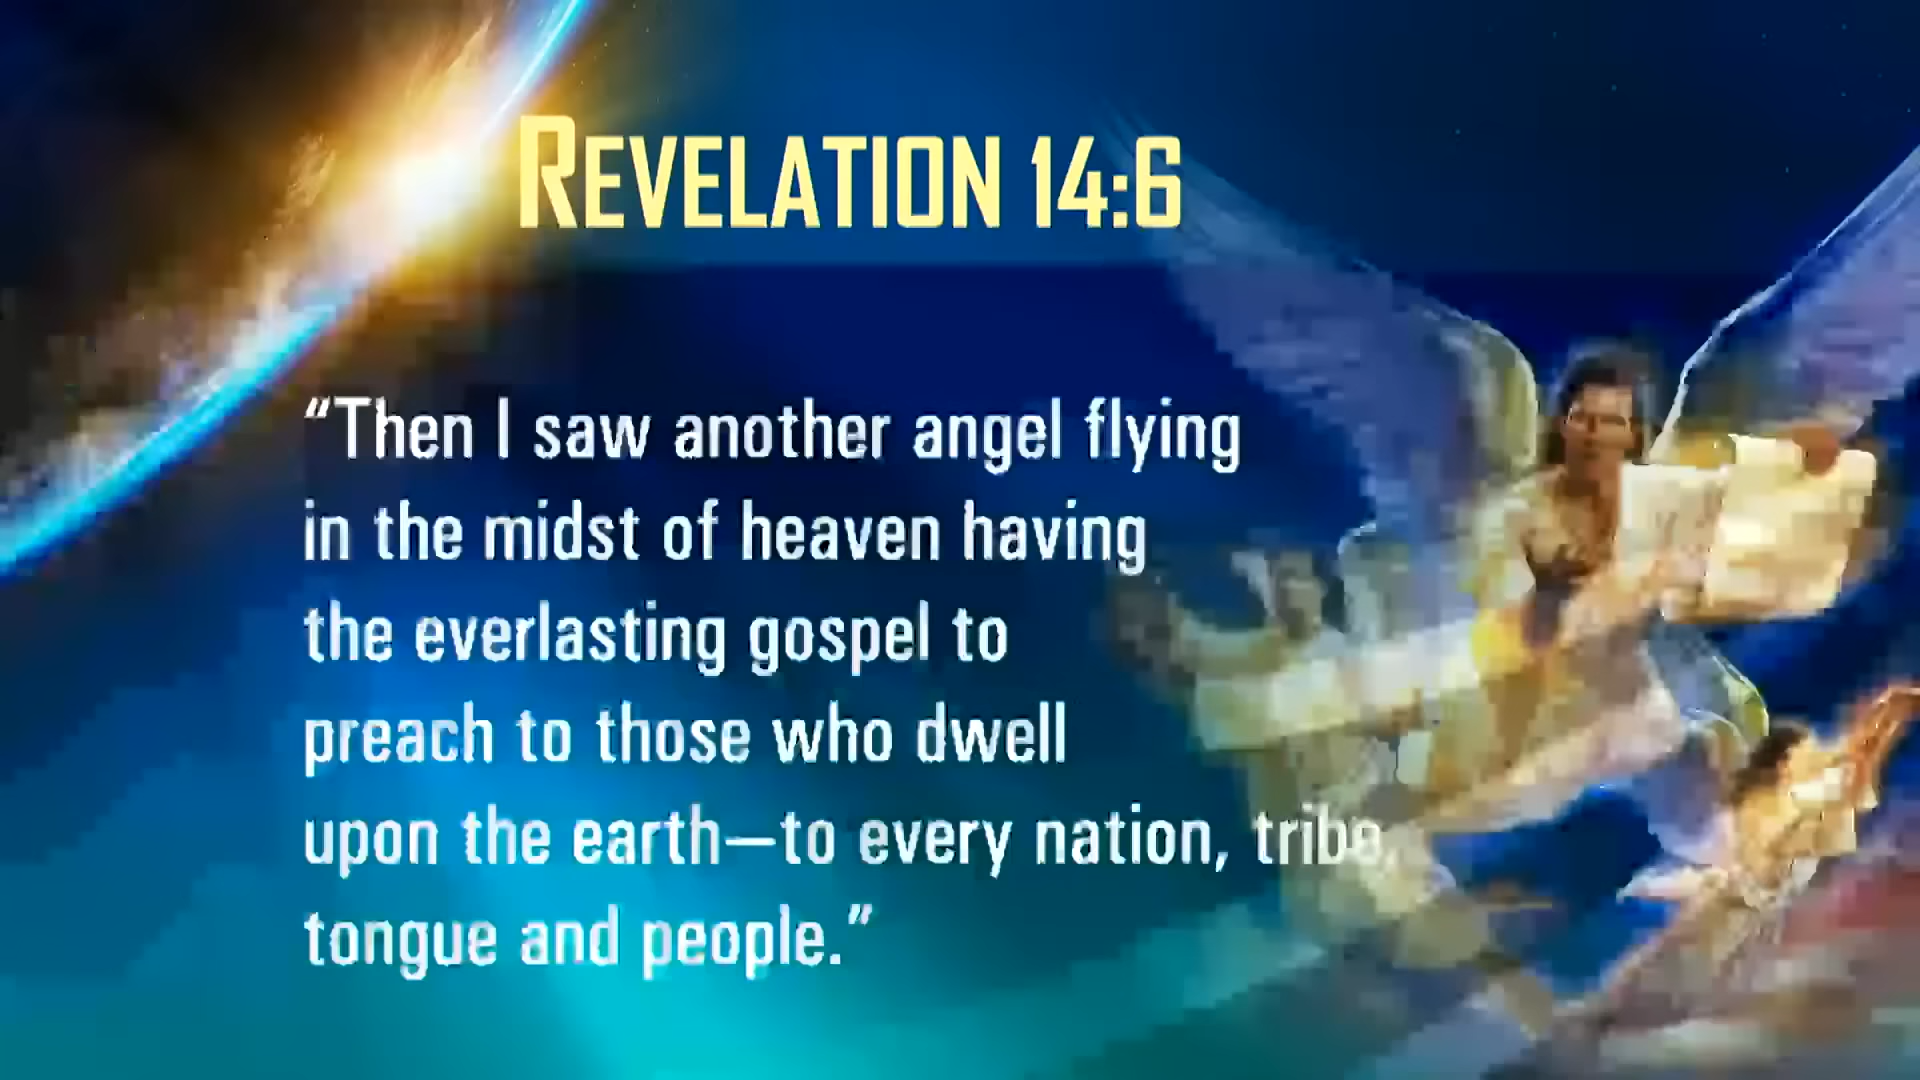 REVELATION 14:6
“Then I saw another angel flying
in the midst of heaven having
the everlasting gospel to
preach to those who dwell
upon the earth—to every nation, tribe,
tongue and people.”